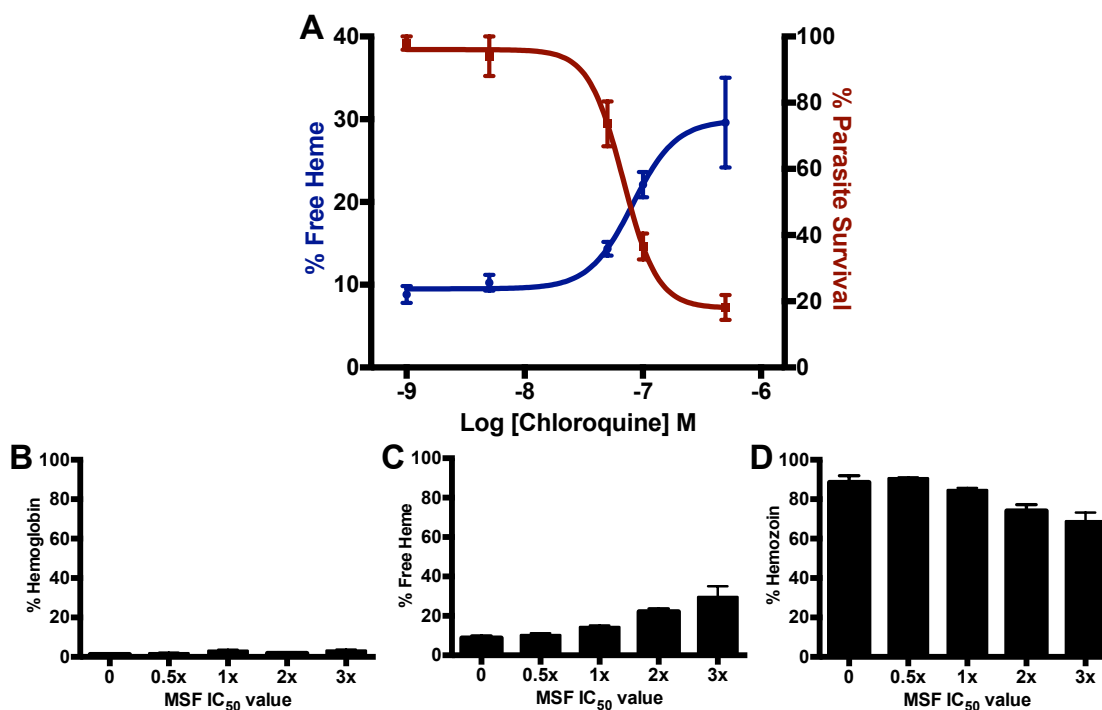 A
% Free Heme
40
30
20
10
0
% Parasite Survival
100
80
60
40
20
0
-9 -8 -7 -6
Log [Chloroquine] M
B
% Hemoglobin
100
80
60
40
20
0
0 0.5x 1x 2x 3x
MSF IC50 value
C
% Free Heme
100
80
60
40
20
0
0 0.5x 1x 2x 3x
MSF IC50 value
D
% Hemozoin
100
80
60
40
20
0
0 0.5x 1x 2x 3x
MSF IC50 value